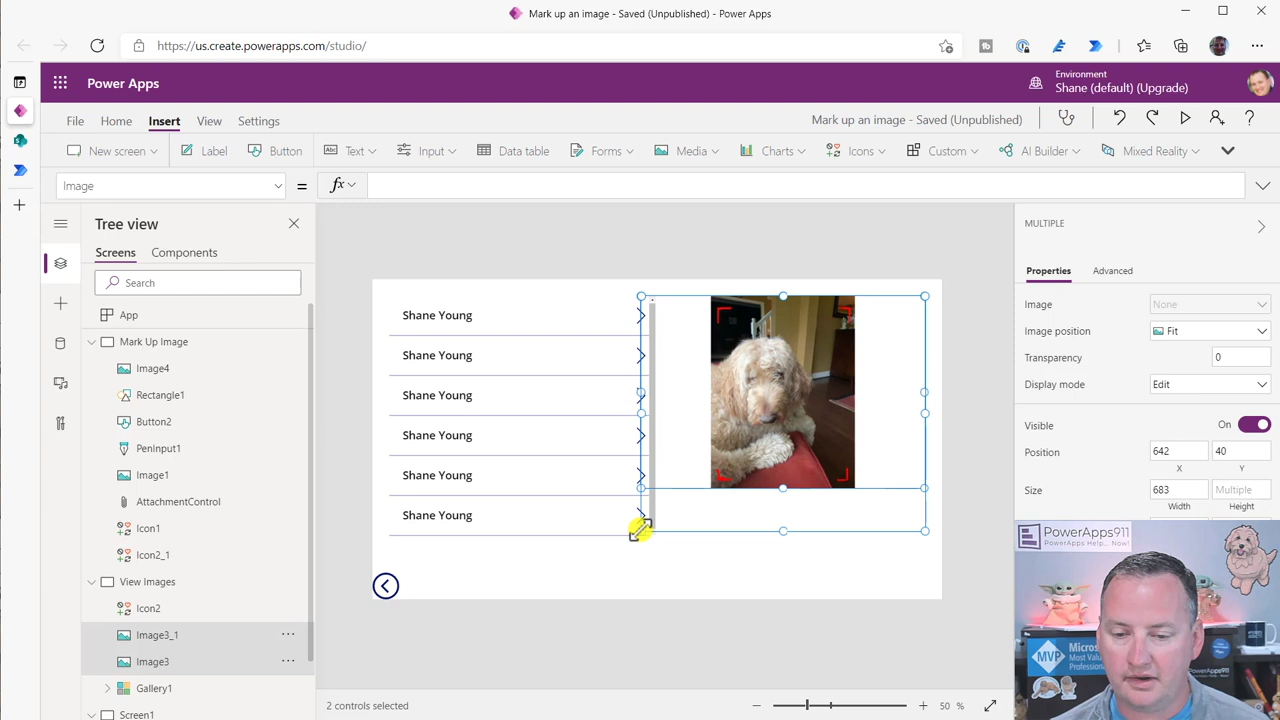 Mark up an image - Saved (Unpublished) - Power Apps
https://us.create.powerapps.com/studio/
Power Apps
Environment
Shane (default) (Upgrade)
File Home Insert View Settings
Mark up an image - Saved (Unpublished)
New screen Label Button Text Input Data table Forms Media Charts Icons Custom AI Builder Mixed Reality
Image = fx
Tree view
Screens Components
Search
App
Mark Up Image
Image4
Rectangle1
Button2
PenInput1
Image1
AttachmentControl
Icon1
Icon2_1
View Images
Icon2
Image3_1
Image3
Gallery1
Screen1
Shane Young
Shane Young
Shane Young
Shane Young
Shane Young
Shane Young
2 controls selected
50 %
MULTIPLE
Properties Advanced
Image None
Image position Fit
Transparency 0
Display mode Edit
Visible On
Position 642 40
X Y
Size 683 Multiple
Width Height
PowerApps911
PowerApps Help... Now!
MVP